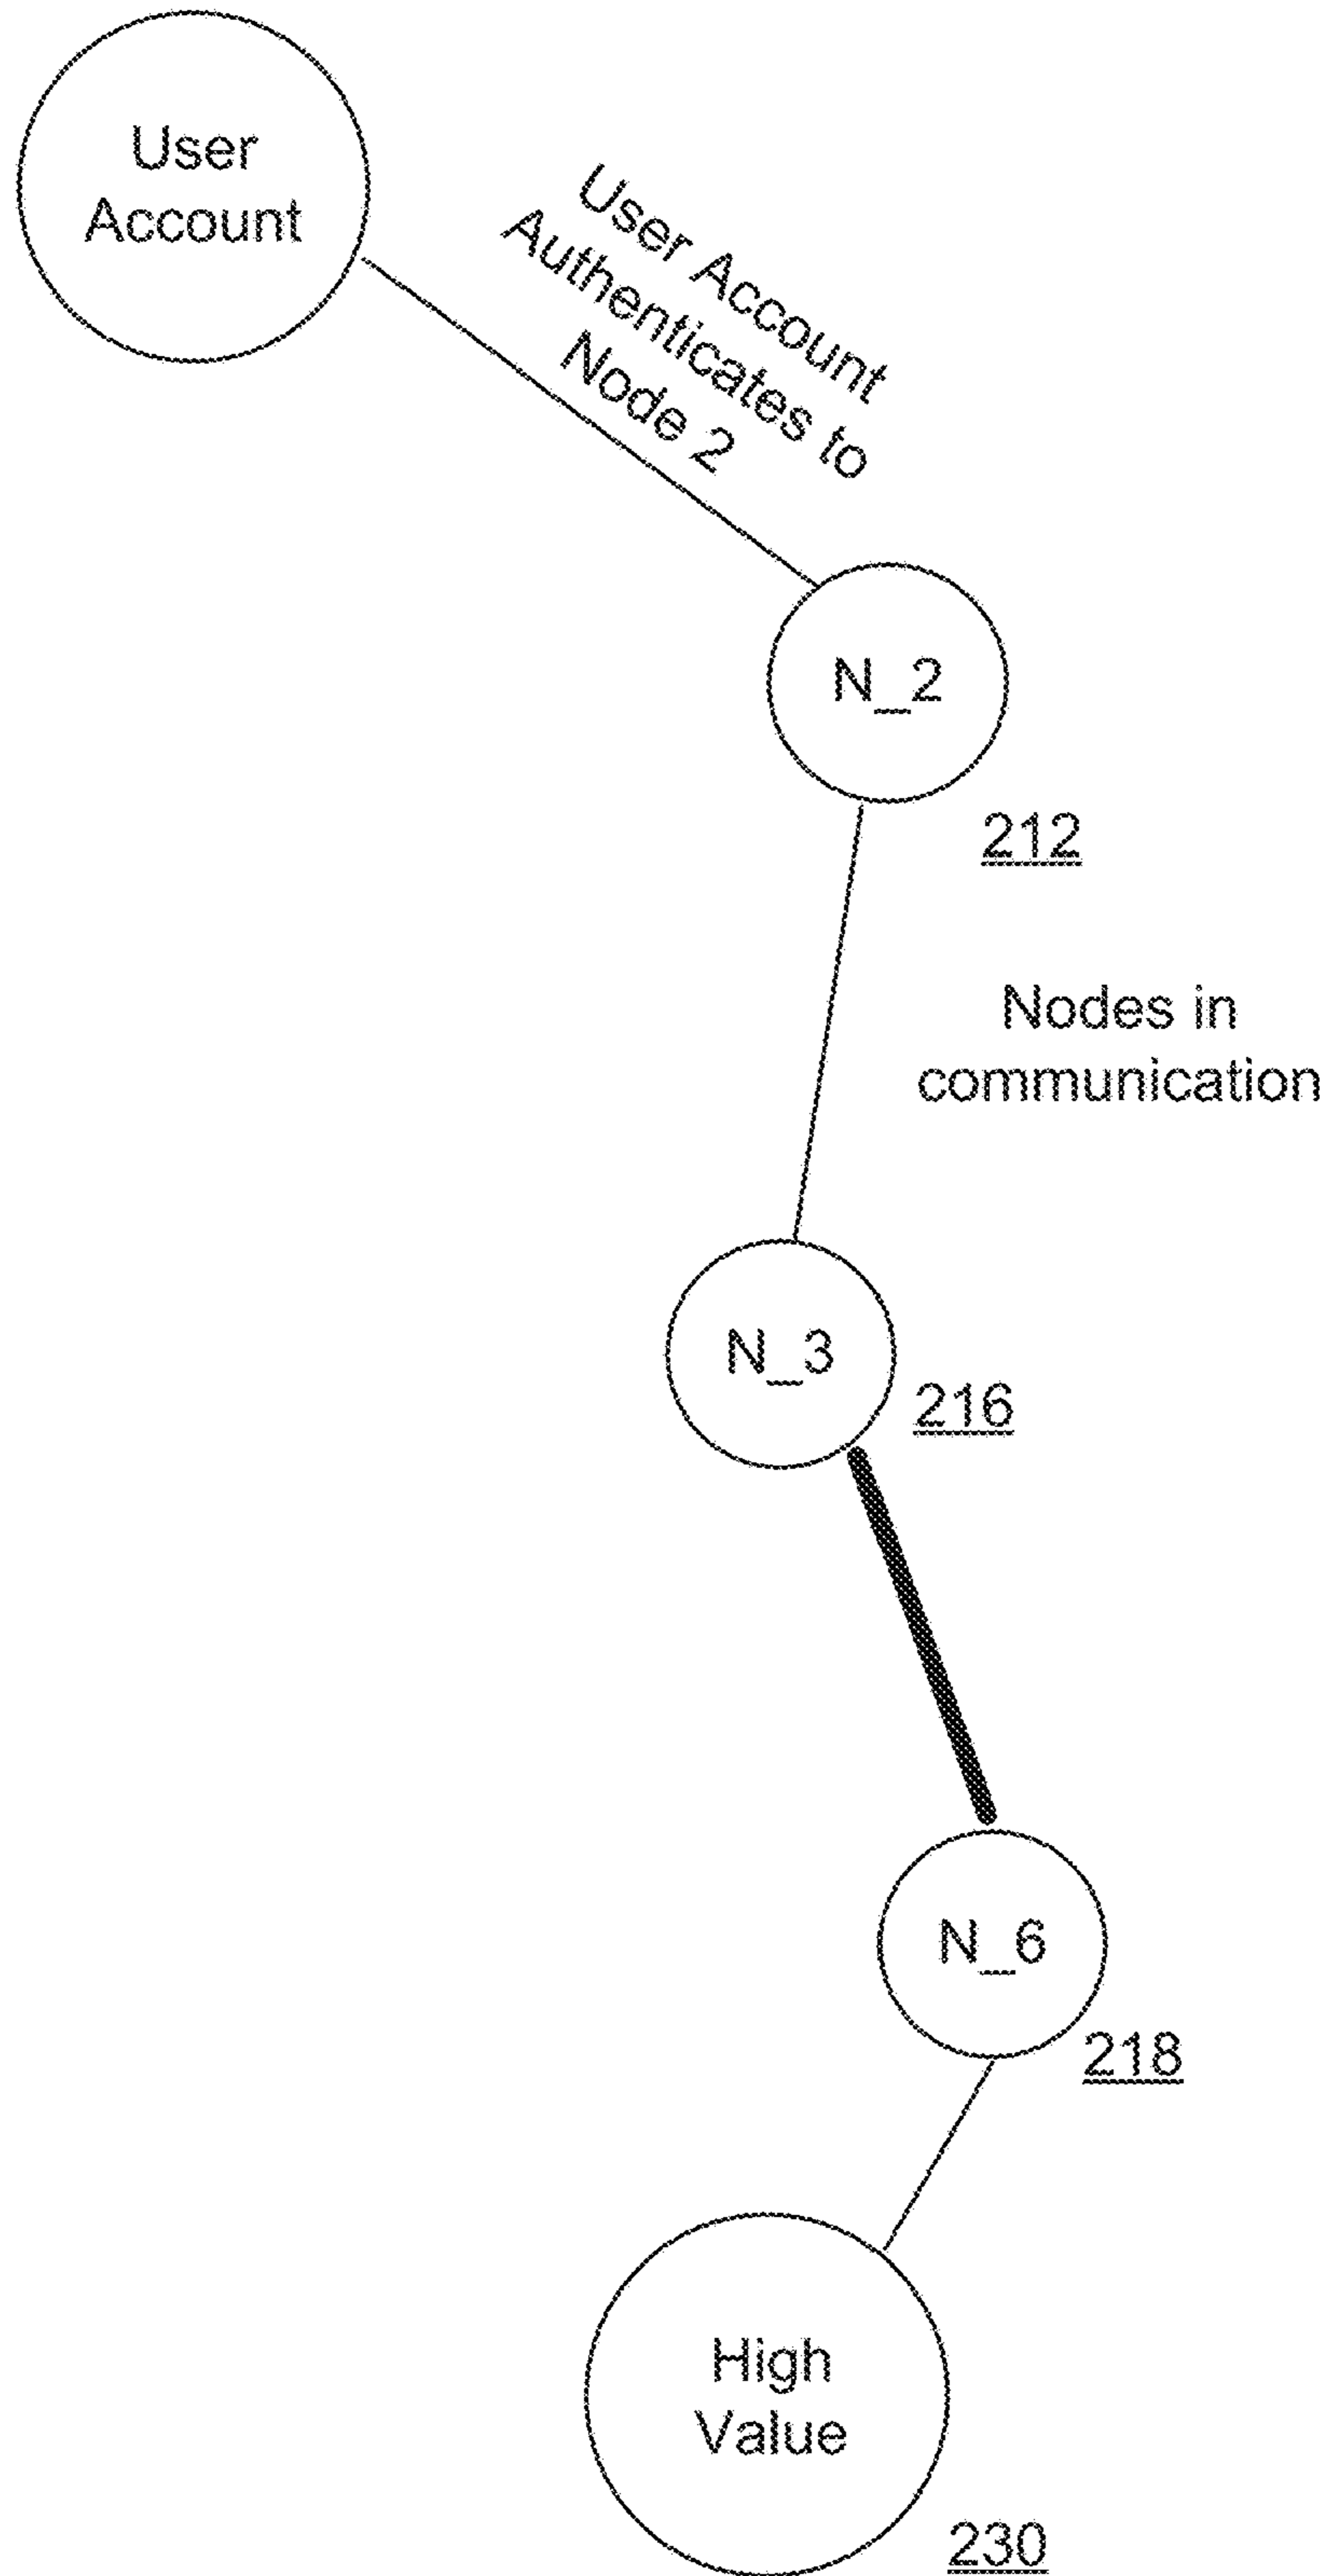 User
Account
User Account
Authenticates to
Node 2
N_2
212
Nodes in
communication
N_3
216
N_6
218
High
Value
230